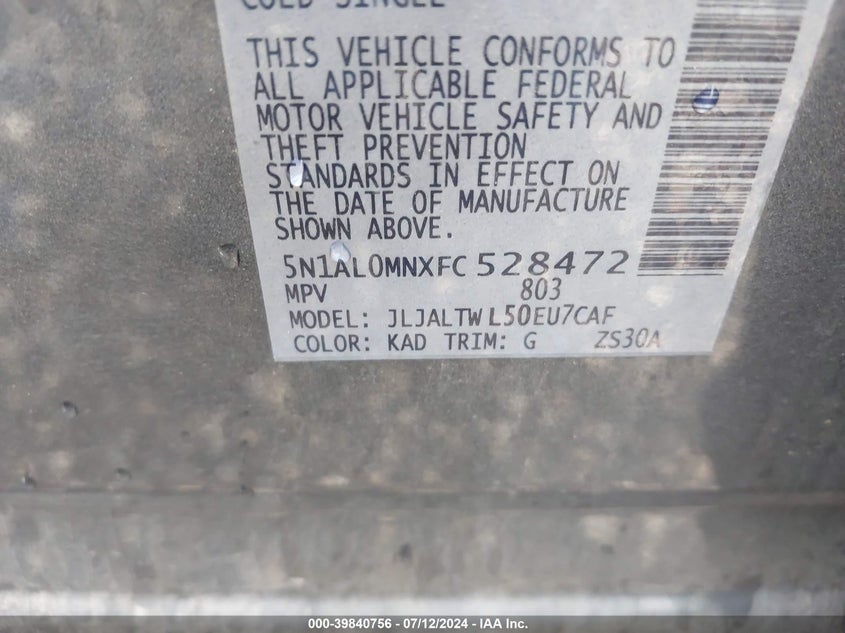 COLD SINGLE
THIS VEHICLE CONFORMS TO
ALL APPLICABLE FEDERAL
MOTOR VEHICLE SAFETY AND
THEFT PREVENTION
STANDARDS IN EFFECT ON
THE DATE OF MANUFACTURE
SHOWN ABOVE.
5N1AL0MNXFC528472
MPV 803
MODEL: JLJALTWL50EU7CAF
COLOR: KAD TRIM: G ZS30A
000-39840756 - 07/12/2024 - IAA Inc.